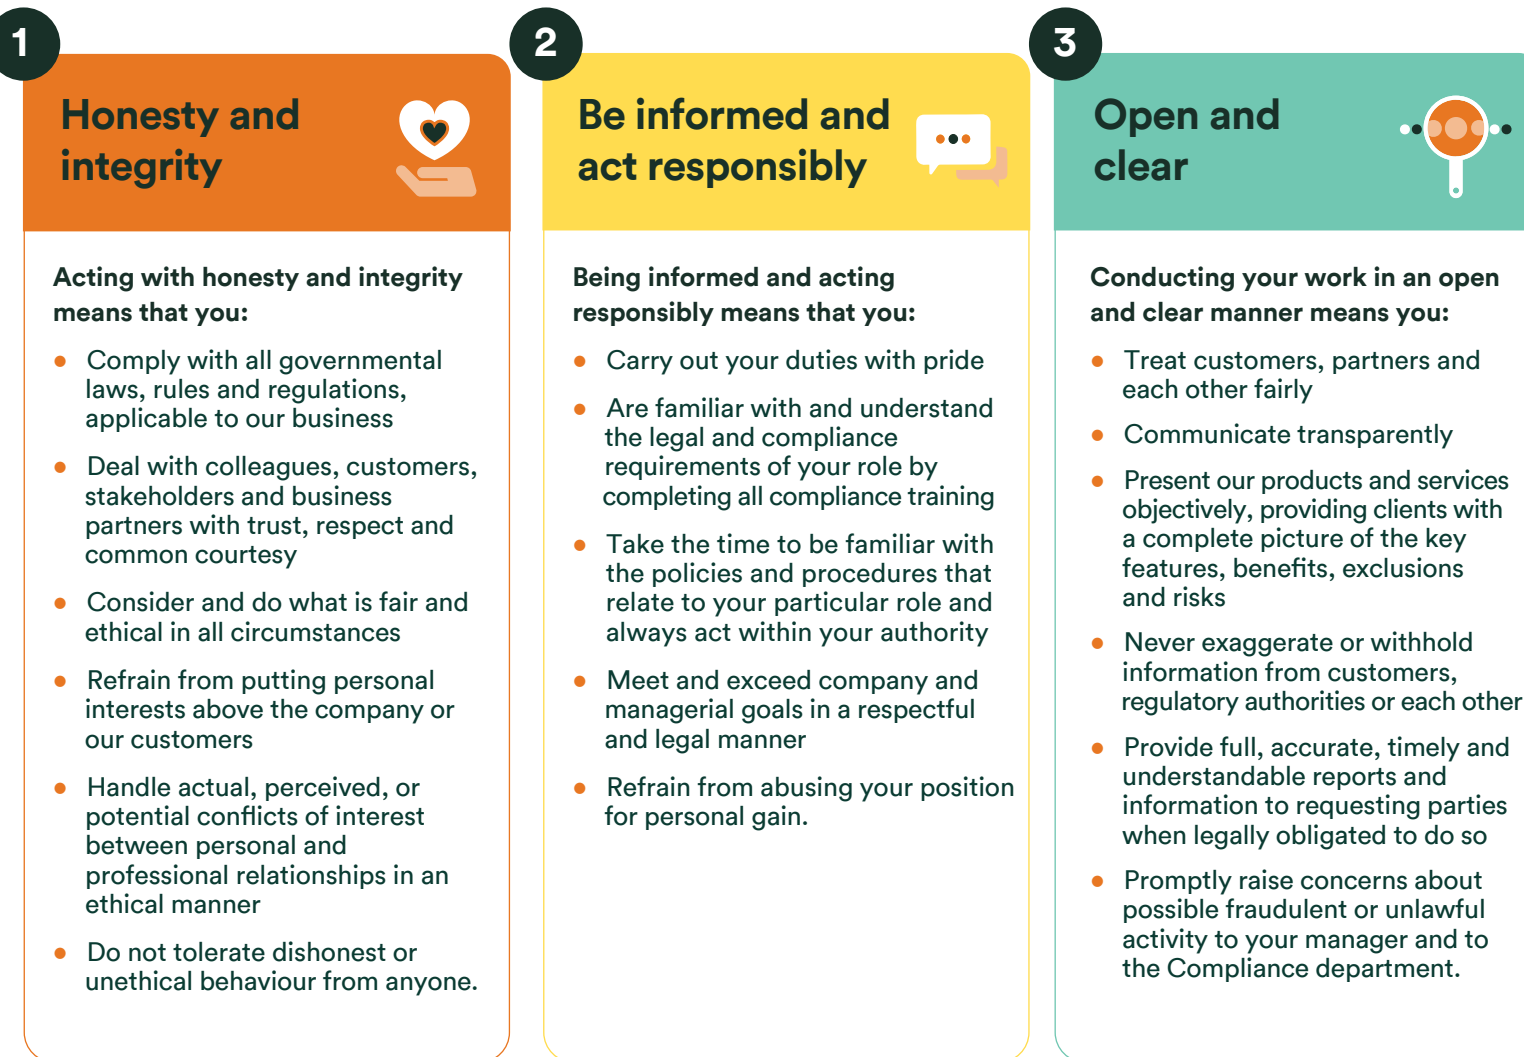 1
Honesty and
integrity
Acting with honesty and integrity
means that you:
• Comply with all governmental
laws, rules and regulations,
applicable to our business
• Deal with colleagues, customers,
stakeholders and business
partners with trust, respect and
common courtesy
• Consider and do what is fair and
ethical in all circumstances
• Refrain from putting personal
interests above the company or
our customers
• Handle actual, perceived, or
potential conflicts of interest
between personal and
professional relationships in an
ethical manner
• Do not tolerate dishonest or
unethical behaviour from anyone.
2
Be informed and
act responsibly
Being informed and acting
responsibly means that you:
• Carry out your duties with pride
• Are familiar with and understand
the legal and compliance
requirements of your role by
completing all compliance training
• Take the time to be familiar with
the policies and procedures that
relate to your particular role and
always act within your authority
• Meet and exceed company and
managerial goals in a respectful
and legal manner
• Refrain from abusing your position
for personal gain.
3
Open and
clear
Conducting your work in an open
and clear manner means you:
• Treat customers, partners and
each other fairly
• Communicate transparently
• Present our products and services
objectively, providing clients with
a complete picture of the key
features, benefits, exclusions
and risks
• Never exaggerate or withhold
information from customers,
regulatory authorities or each other
• Provide full, accurate, timely and
understandable reports and
information to requesting parties
when legally obligated to do so
• Promptly raise concerns about
possible fraudulent or unlawful
activity to your manager and to
the Compliance department.